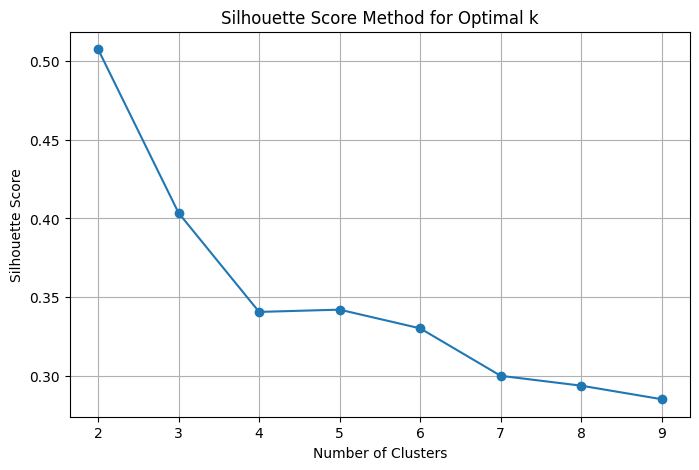 Silhouette Score Method for Optimal k
Silhouette Score
0.50
0.45
0.40
0.35
0.30
2 3 4 5 6 7 8 9
Number of Clusters